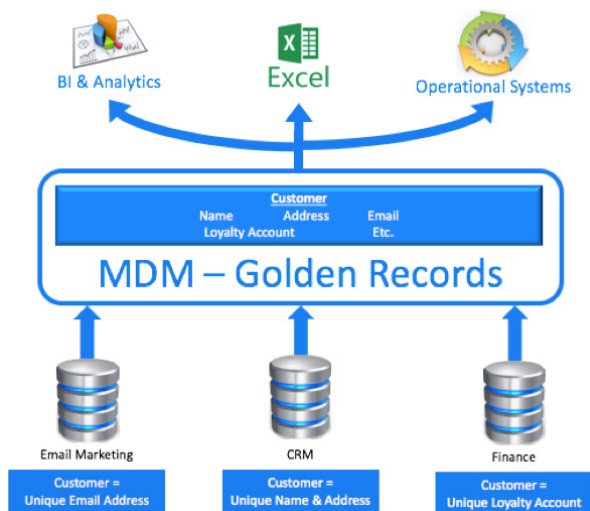 BI & Analytics
Excel
Operational Systems
Customer
Name Address Email
Loyalty Account Etc.
MDM – Golden Records
Email Marketing
CRM
Finance
Customer =
Unique Email Address
Customer =
Unique Name & Address
Customer =
Unique Loyalty Account